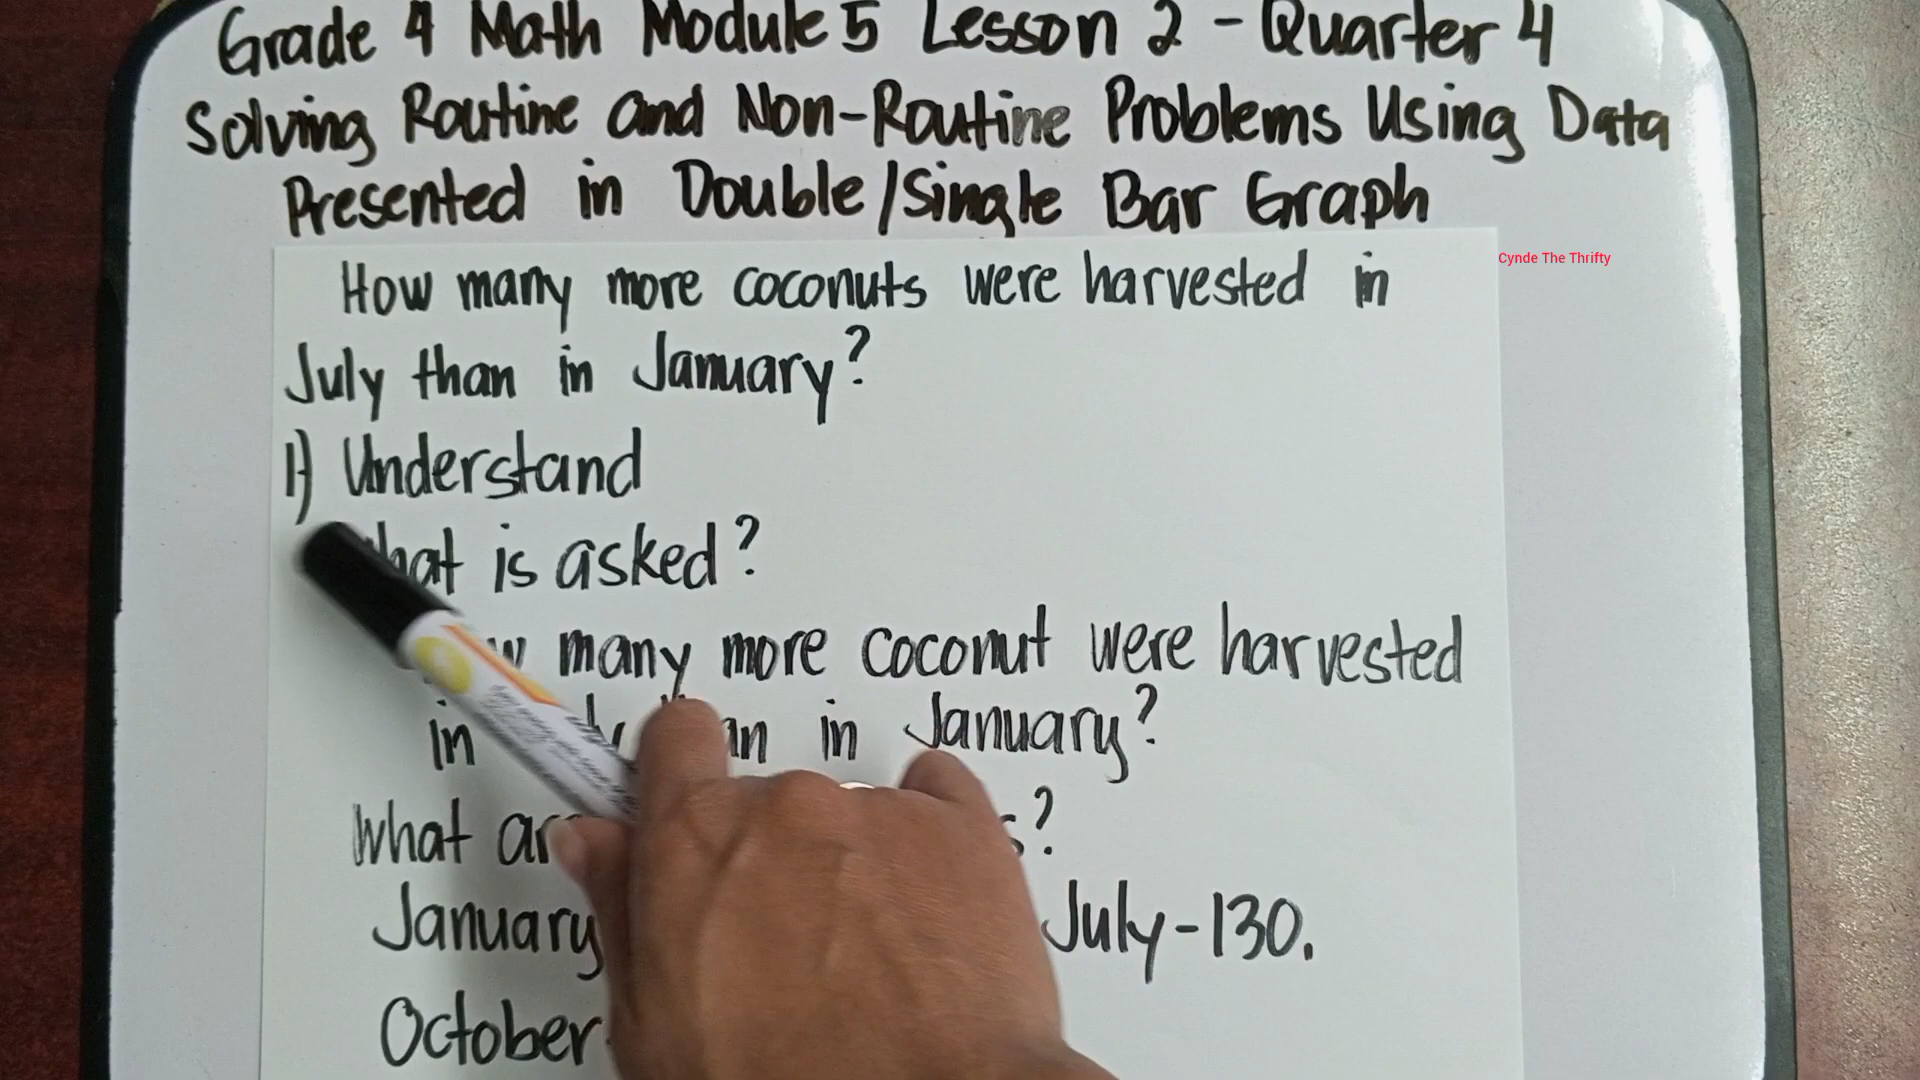 Grade 4 Math Module 5 Lesson 2 - Quarter 4
Solving Routine and Non-Routine Problems Using Data
Presented in Double/Single Bar Graph
Cynde The Thrifty
How many more coconuts were harvested in
July than in January?
1) Understand
is asked?
many more coconut were harvested
in in January?
What
January July-130.
October